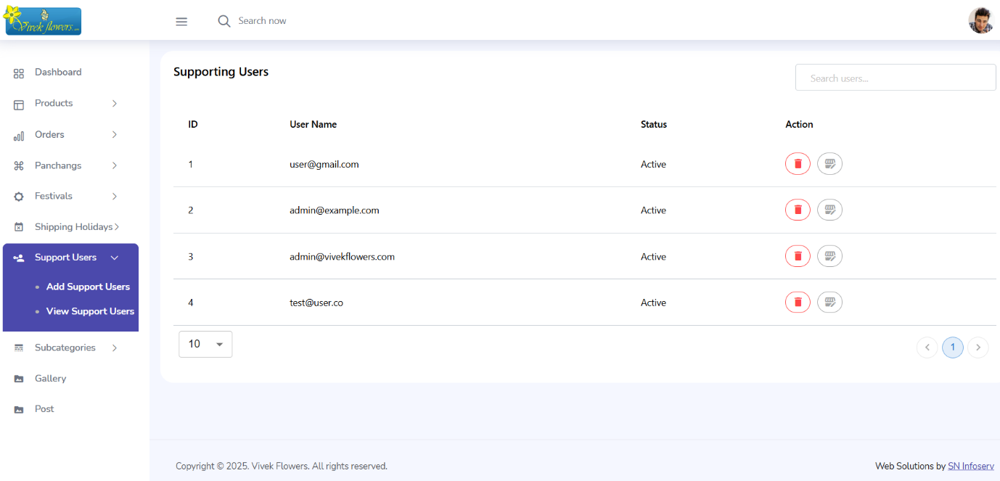 Vivek flowers.com
Search now
Dashboard
Products
Orders
Panchangs
Festivals
Shipping Holidays
Support Users
Add Support Users
View Support Users
Subcategories
Gallery
Post
Supporting Users
Search users...
ID User Name Status Action
1 user@gmail.com Active
2 admin@example.com Active
3 admin@vivekflowers.com Active
4 test@user.co Active
10
1
Copyright © 2025. Vivek Flowers. All rights reserved.
Web Solutions by SN Infoserv